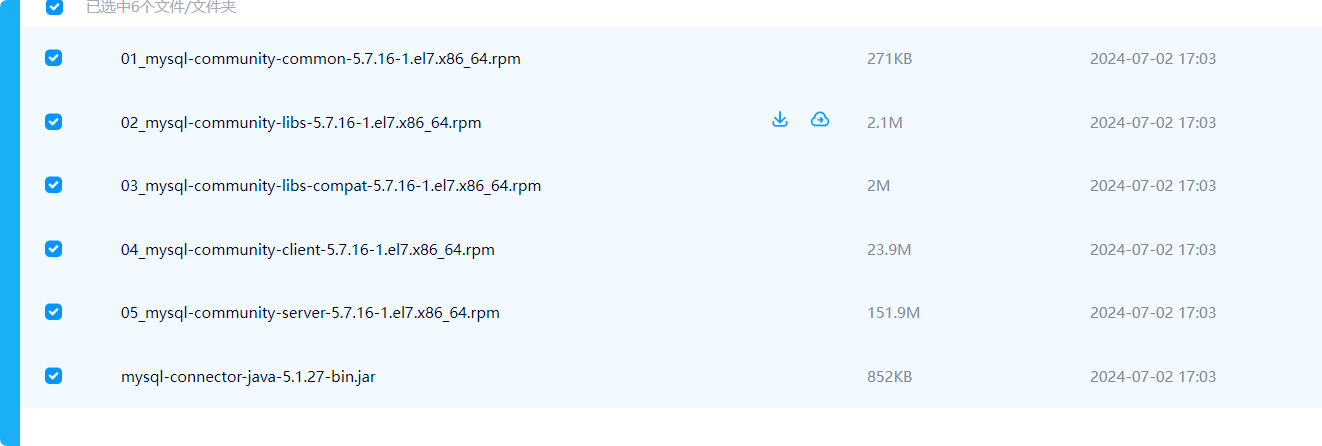 已选中6个文件/文件夹
01_mysql-community-common-5.7.16-1.el7.x86_64.rpm 271KB 2024-07-02 17:03
02_mysql-community-libs-5.7.16-1.el7.x86_64.rpm 2.1M 2024-07-02 17:03
03_mysql-community-libs-compat-5.7.16-1.el7.x86_64.rpm 2M 2024-07-02 17:03
04_mysql-community-client-5.7.16-1.el7.x86_64.rpm 23.9M 2024-07-02 17:03
05_mysql-community-server-5.7.16-1.el7.x86_64.rpm 151.9M 2024-07-02 17:03
mysql-connector-java-5.1.27-bin.jar 852KB 2024-07-02 17:03